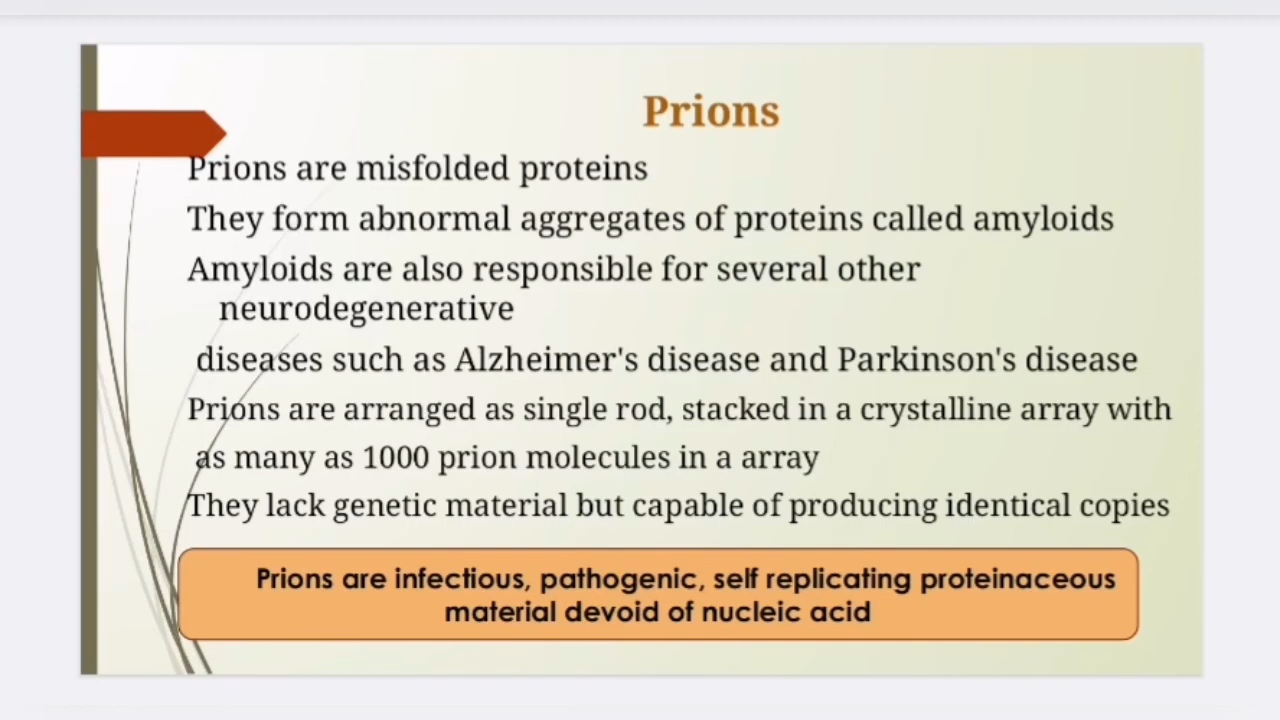 Prions
Prions are misfolded proteins
They form abnormal aggregates of proteins called amyloids
Amyloids are also responsible for several other
neurodegenerative
diseases such as Alzheimer's disease and Parkinson's disease
Prions are arranged as single rod, stacked in a crystalline array with
as many as 1000 prion molecules in a array
They lack genetic material but capable of producing identical copies
Prions are infectious, pathogenic, self replicating proteinaceous
material devoid of nucleic acid